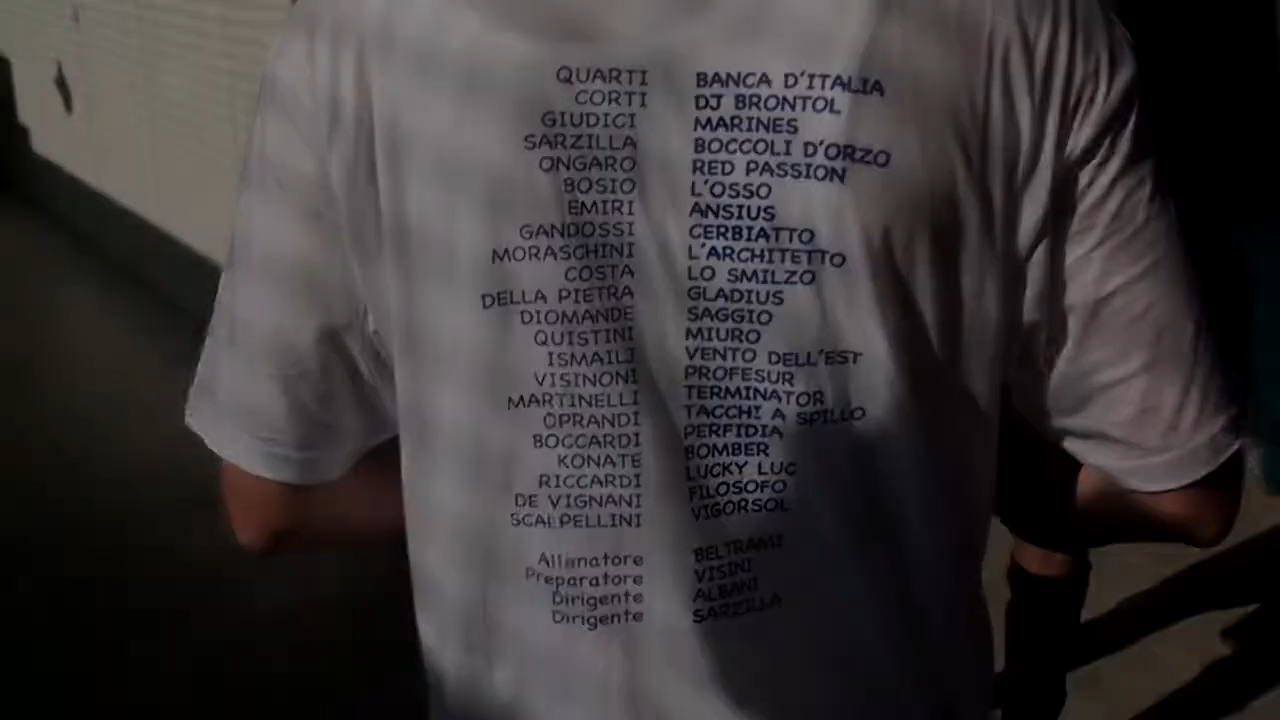 QUARTI BANCA D'ITALIA
CORTI DJ BRONTOL
GIUDICI MARINES
SARZILLA BOCCOLI D'ORZO
ONGARO RED PASSION
BOSIO L'OSSO
EMIRI ANSIUS
GANDOSSI CERBIATTO
MORASCHINI L'ARCHITETTO
COSTA LO SMILZO
DELLA PIETRA GLADIUS
DIOMANDE SAGGIO
QUISTINI MIURO
ISMAILJ VENTO DELL'EST
VISINONI PROFESUR
MARTINELLI TERMINATOR
OPRANDI TACCHI A SPILLO
BOCCARDI PERFIDIA
KONATE BOMBER
RICCARDI LUCKY LUC
DE VIGNANI FILOSOFO
SCALPELLINI VIGORSOL
Allenatore BELTRAMI
Preparatore VISINI
Dirigente ALBANI
Dirigente SARZILLA